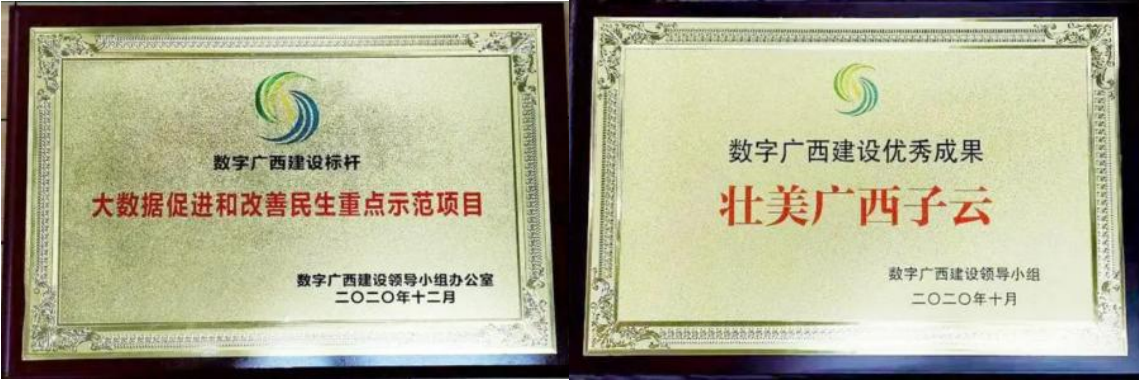 数字广西建设标杆
大数据促进和改善民生重点示范项目
数字广西建设领导小组办公室
二〇二〇年十二月
数字广西建设优秀成果
壮美广西子云
数字广西建设领导小组
二〇二〇年十月